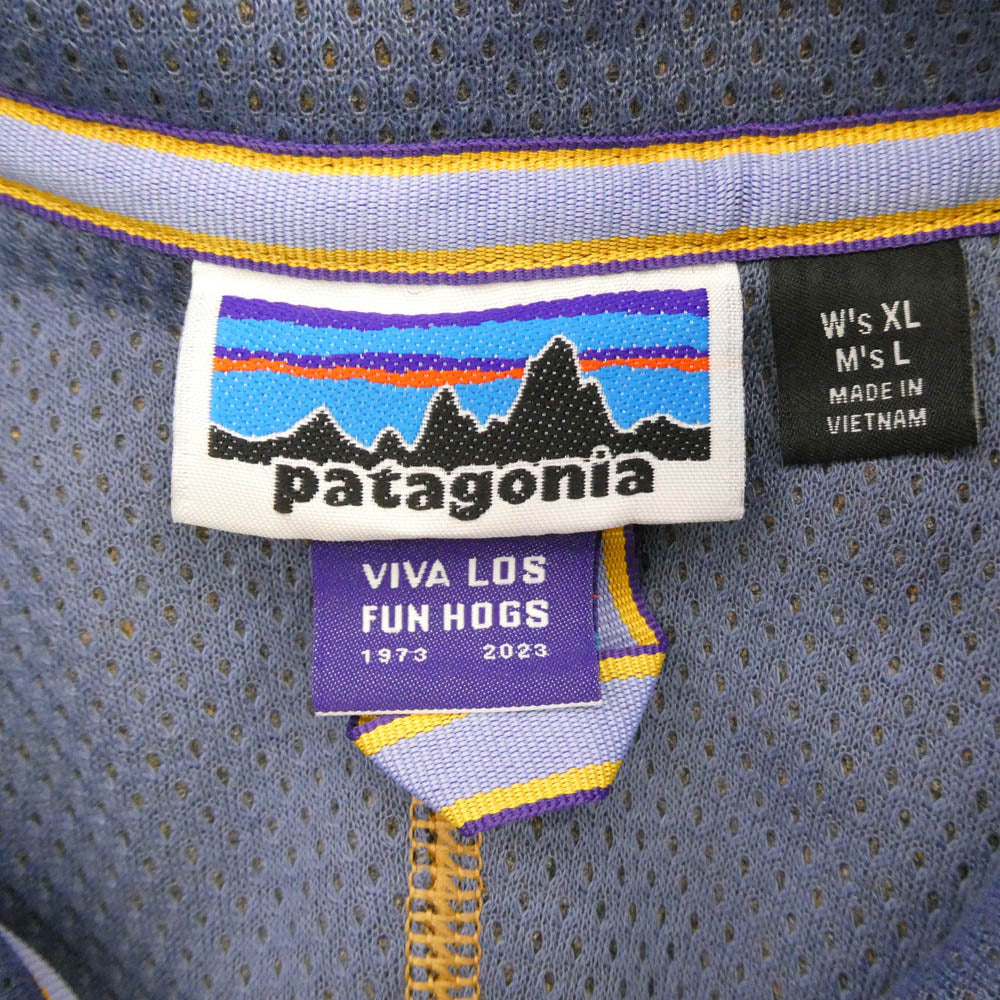 patagonia
W's XL
M's L
MADE IN
VIETNAM
VIVA LOS
FUN HOGS
1973 2023